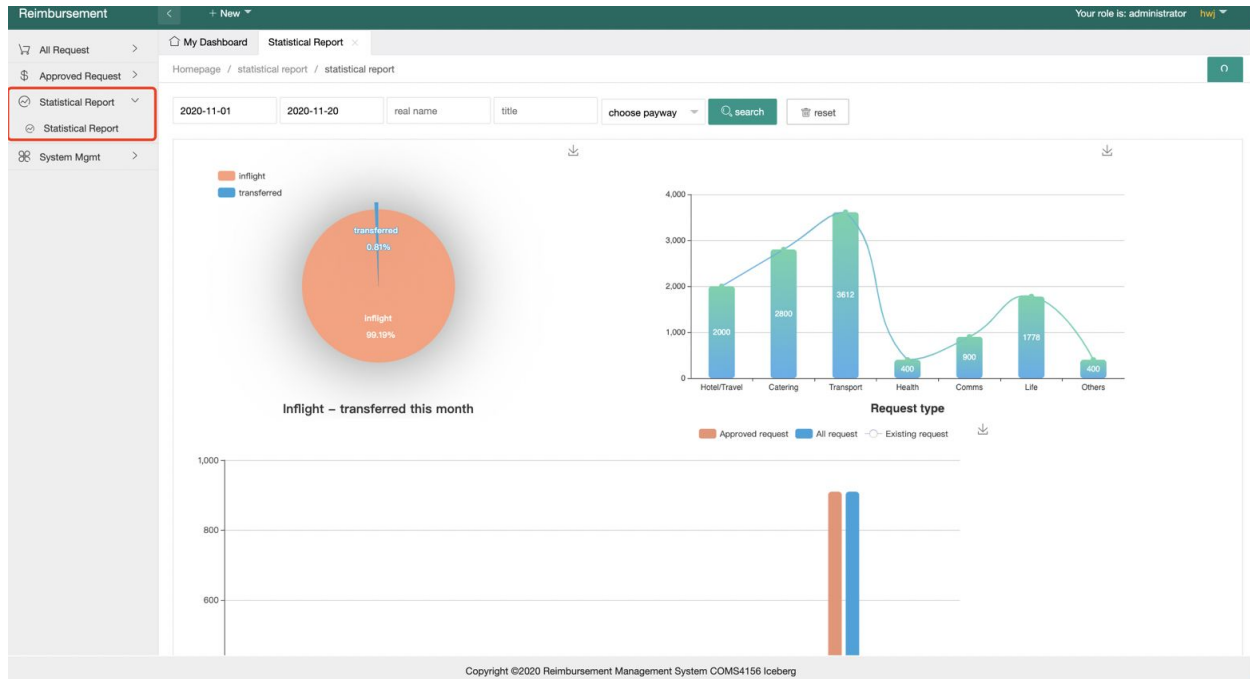 Reimbursement
+ New
Your role is: administrator hwj
All Request
Approved Request
Statistical Report
Statistical Report
System Mgmt
My Dashboard
Statistical Report
Homepage / statistical report / statistical report
2020-11-01
2020-11-20
real name
title
choose payway
search
reset
inflight
transferred
transferred
0.81%
inflight
99.19%
Inflight – transferred this month
4,000
3,000
2,000
1,000
0
2000
2800
3612
400
900
1778
400
Hotel/Travel
Catering
Transport
Health
Comms
Life
Others
Request type
Approved request
All request
Existing request
1,000
800
600
Copyright ©2020 Reimbursement Management System COMS4156 Iceberg